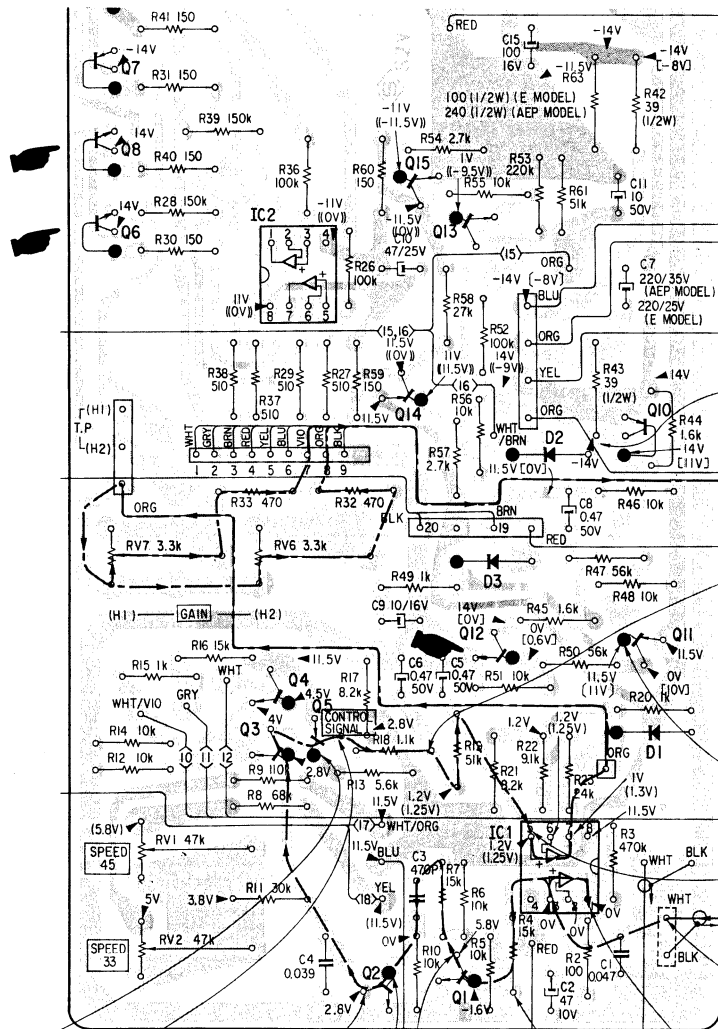 R41 150
RED
C15
100
16V
-14V
-14V
[-8V]
-14V
Q7
-11.5V
R63
R31 150
100 (1/2W) (E MODEL)
240 (1/2W) (AEP MODEL)
R42
39
(1/2W)
R39 150k
-11V
((-11.5V))
R54 2.7k
14V
Q8
R40 150
R36
100k
R60
150
Q15
1V
((-9.5V))
R53
220k
R55 10k
R61
51k
C11
10
50V
R28 150k
-11V
((0V))
IC2
14V
Q6
-11.5V
((0V))
Q13
1 2 3 4
C10
47/25V
R30 150
R26
100k
(15)
ORG
-14V [-8V]
BLU
C7
220/35V
(AEP MODEL)
220/25V
(E MODEL)
11V
((0V))
8 7 6 5
R58
27k
(15,16)
R52
100k
ORG
11.5V
((0V))
11V
((11.5V))
14V
((-9V))
R38
510
R29
510
R27
510
R59
150
YEL
R43
39
(1/2W)
14V
(16)
R37
510
11.5V
Q14
R56
10k
ORG
Q10
R44
1.6k
(H1)
T.P
(H2)
WHT
GRY
BRN
RED
YEL
BLU
VIO
ORG
BLK
1 2 3 4 5 6 7 8 9
WHT
/BRN
D2
R57
2.7k
11.5V [0V]
-14V
14V
[11V]
ORG
R33 470
R32 470
BLK
20
BRN
19
C8
0.47
50V
R46 10k
RED
RV7 3.3k
RV6 3.3k
D3
R47 56k
R49 1k
R48 10k
(H1)
GAIN
(H2)
C9 10/16V
14V
[0V]
R45 1.6k
0V
[0.6V]
R16 15k
Q12
Q11
11.5V
11.5V
R15 1k
WHT
R17
8.2k
C6
0.47
50V
C5
0.47
50V
R50 56k
R51 10k
11.5V
(11V)
0V
[10V]
GRY
Q4
4.5V
WHT/VIO
4V
Q5
CONTROL
SIGNAL
2.8V
R20 1k
R14 10k
Q3
R18 1.1k
1.2V
1.2V
(1.25V)
D1
10
11
12
R19
51k
R22
9.1k
ORG
R12 10k
R9 110
2.8V
R13 5.6k
R21
8.2k
R23
24k
1V
(1.3V)
R8 68k
11.5V
1.2V
(1.25V)
11.5V
(17)
WHT/ORG
IC1
R3
470k
(5.8V)
RV1 47k
11.5V
BLU
1.2V
(1.25V)
WHT
BLK
SPEED
45
C3
470P
R7
15k
R11 30k
(18)
YEL
R6
10k
WHT
5V
3.8V
(11.5V)
5.8V
0V
0V
0V
0V
RV2 47k
R4
15k
R5
10k
SPEED
33
R10
10k
RED
R2
100
C1
0.047
BLK
C4
0.039
Q2
C2
47
10V
2.8V
Q1
-1.6V